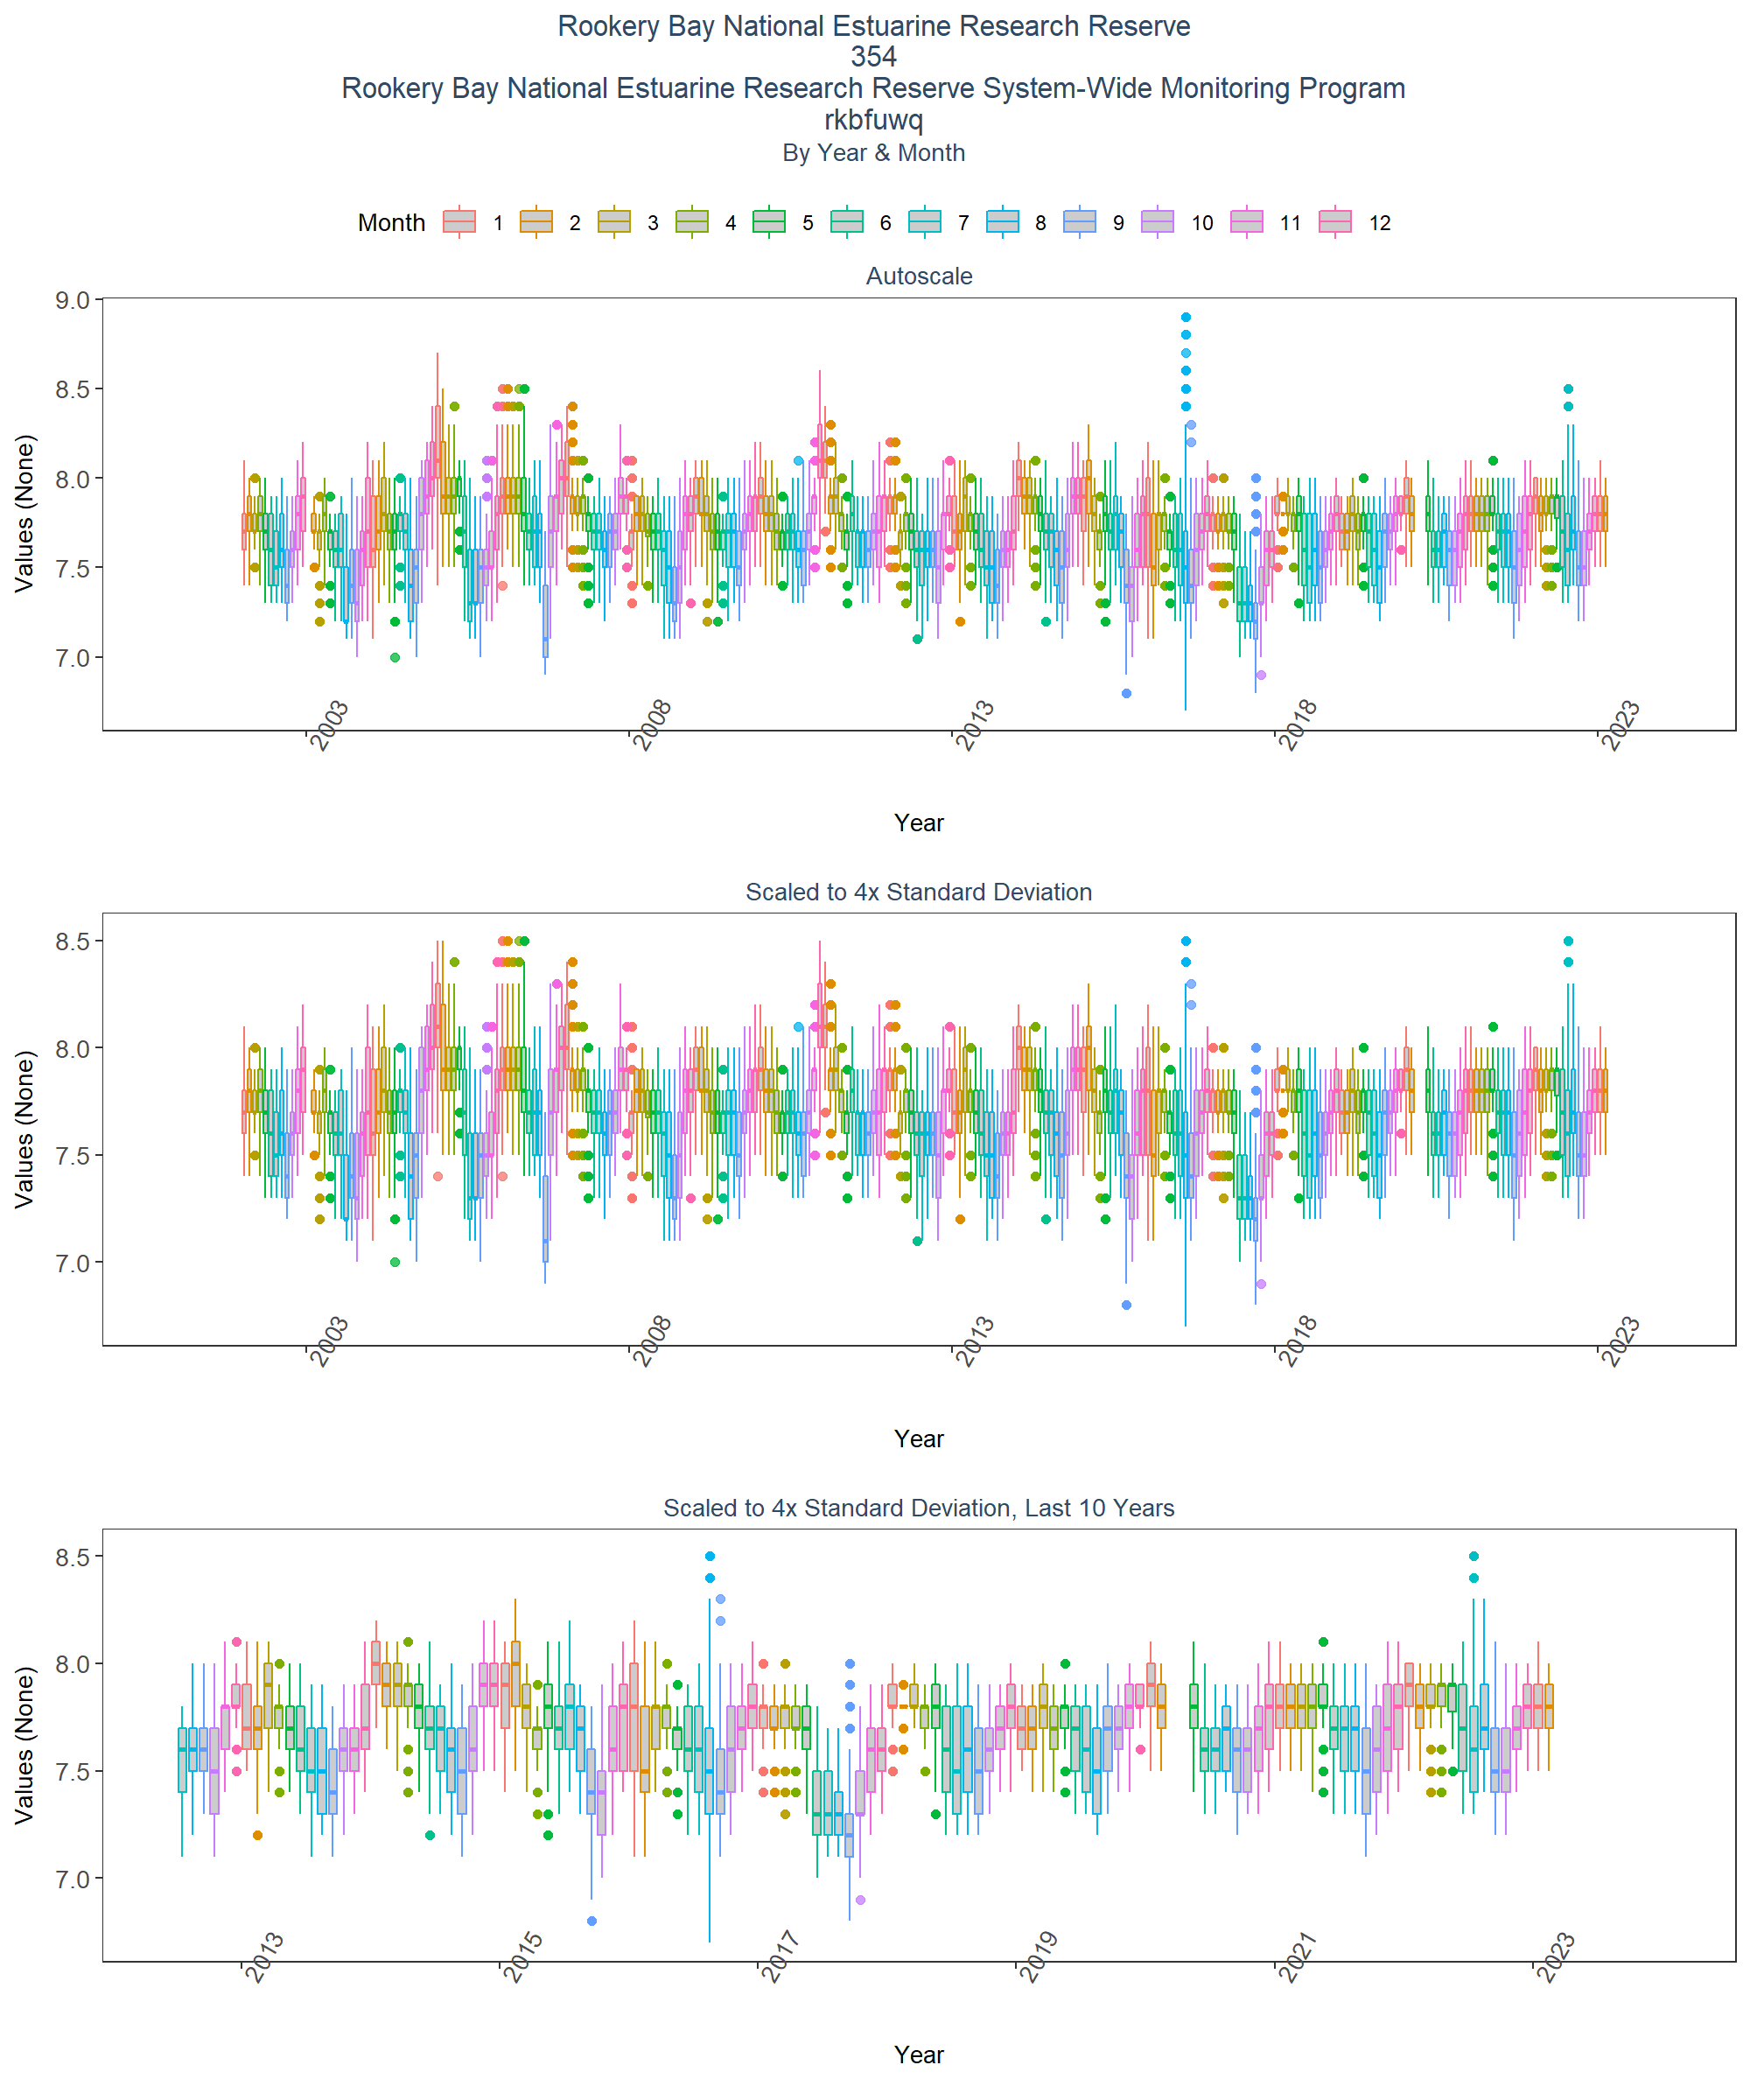 Rookery Bay National Estuarine Research Reserve
354
Rookery Bay National Estuarine Research Reserve System-Wide Monitoring Program
rkbfuwq
By Year & Month
Month 1 2 3 4 5 6 7 8 9 10 11 12
Autoscale
Values (None)
9.0
8.5
8.0
7.5
7.0
2003 2008 2013 2018 2023
Year
Scaled to 4x Standard Deviation
Values (None)
8.5
8.0
7.5
7.0
2003 2008 2013 2018 2023
Year
Scaled to 4x Standard Deviation, Last 10 Years
Values (None)
8.5
8.0
7.5
7.0
2013 2015 2017 2019 2021 2023
Year